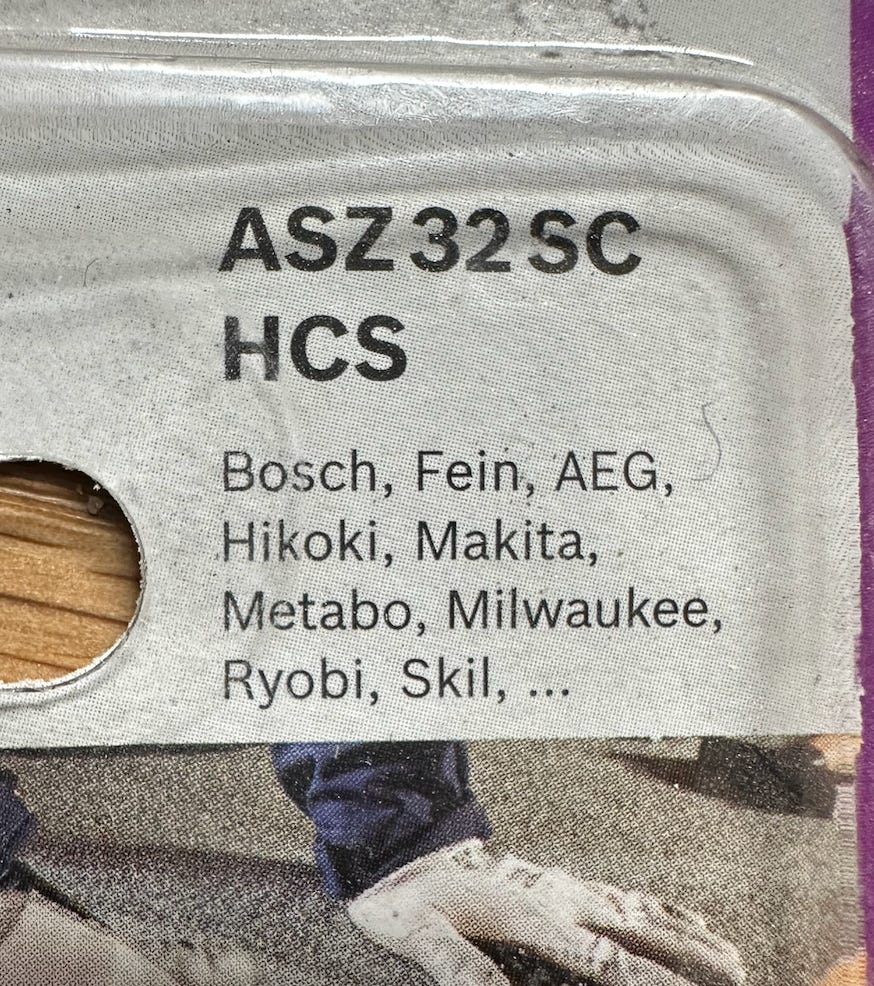 ASZ 32 SC
HCS
Bosch, Fein, AEG,
Hikoki, Makita,
Metabo, Milwaukee,
Ryobi, Skil, ...